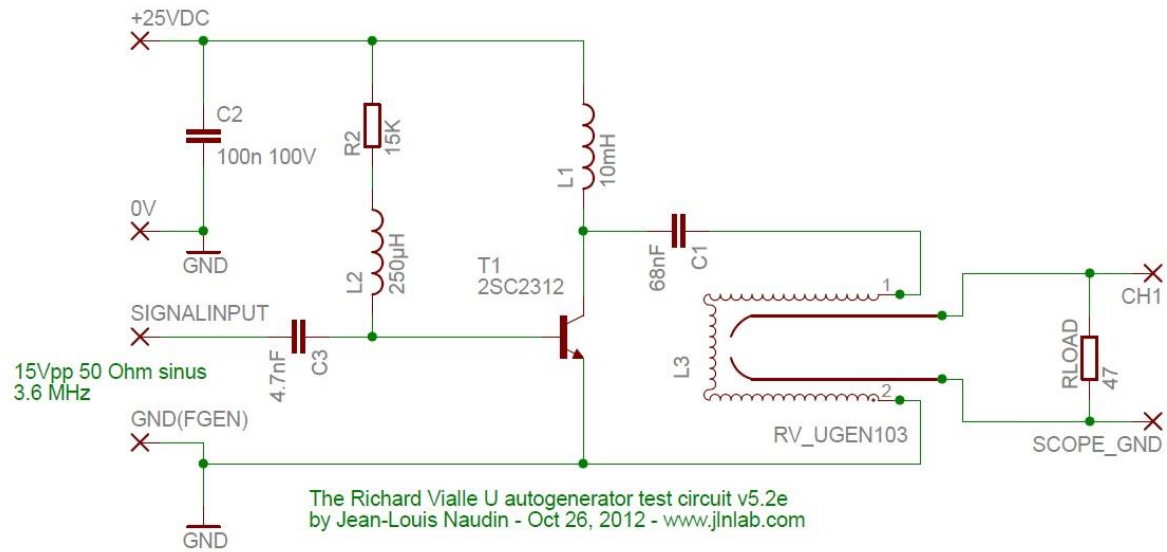 +25VDC
C2
100n 100V
R2
15K
L1
10mH
0V
GND
L2
250µH
T1
2SC2312
68nF
C1
SIGNALINPUT
4.7nF
C3
15Vpp 50 Ohm sinus
3.6 MHz
1
L3
2
RV_UGEN103
CH1
RLOAD
47
SCOPE_GND
GND(FGEN)
GND
The Richard Vialle U autogenerator test circuit v5.2e
by Jean-Louis Naudin - Oct 26, 2012 - www.jlnlab.com